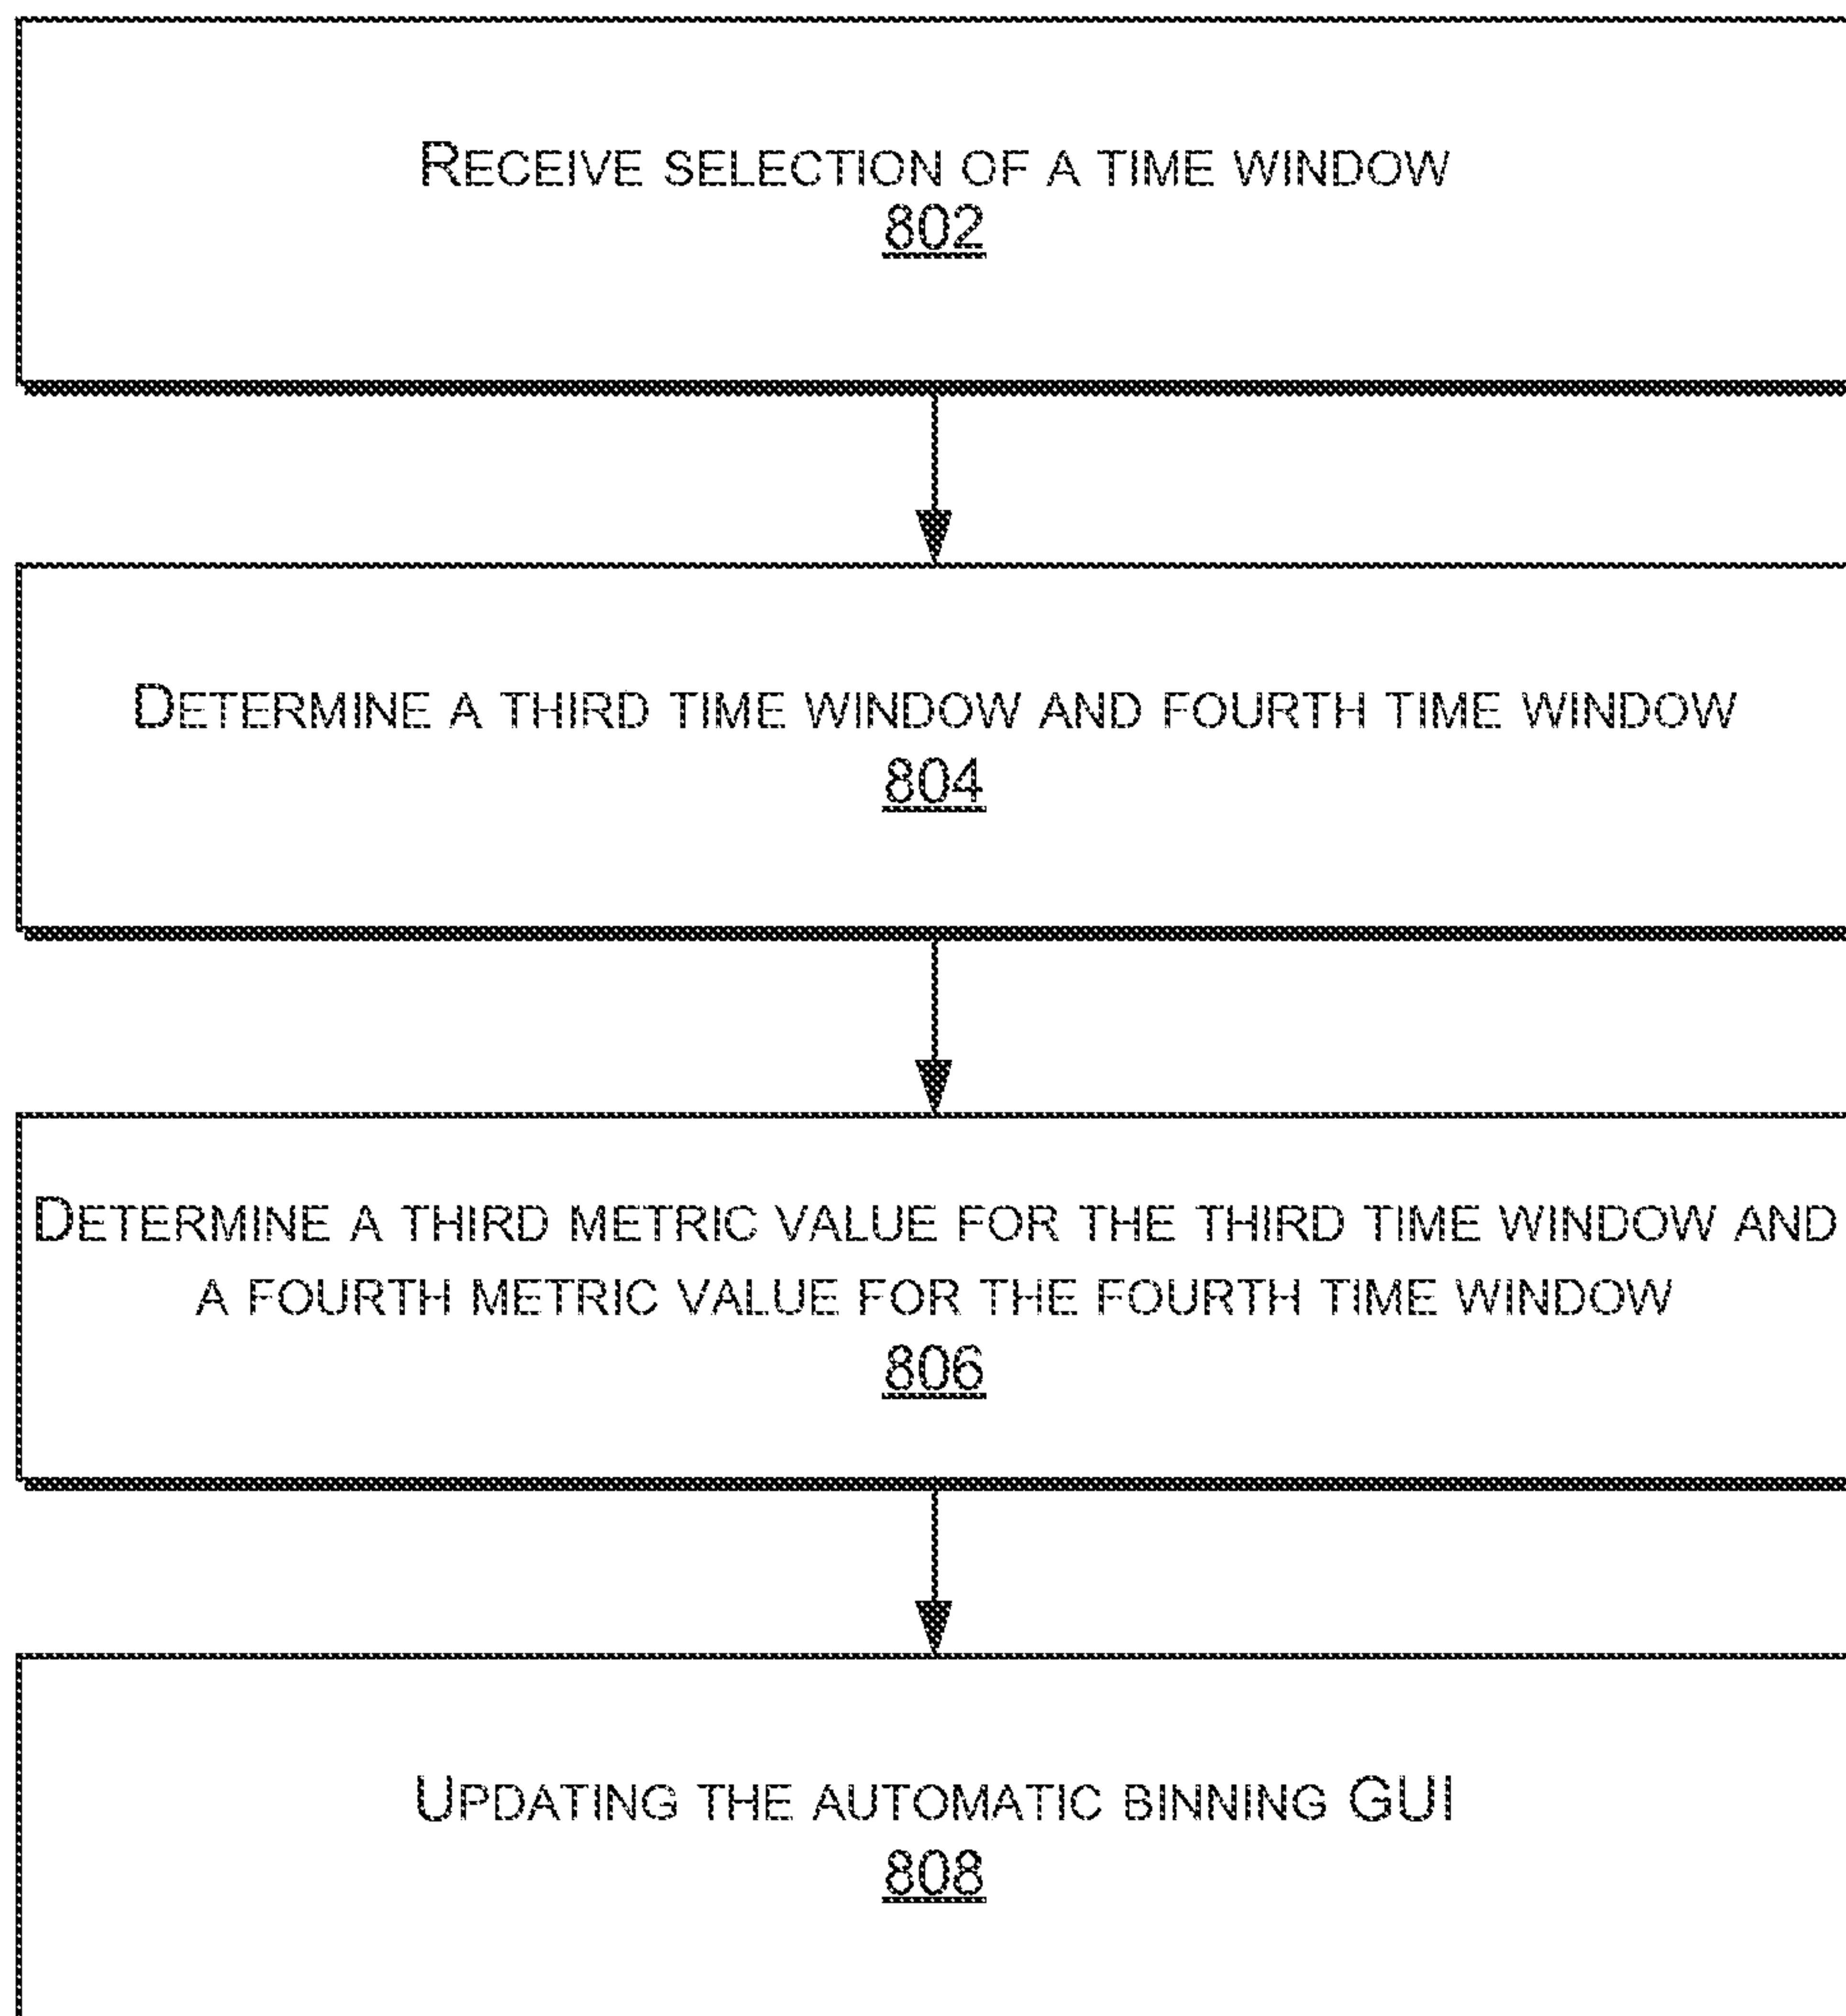 RECEIVE SELECTION OF A TIME WINDOW
802
DETERMINE A THIRD TIME WINDOW AND FOURTH TIME WINDOW
804
DETERMINE A THIRD METRIC VALUE FOR THE THIRD TIME WINDOW AND
A FOURTH METRIC VALUE FOR THE FOURTH TIME WINDOW
806
UPDATING THE AUTOMATIC BINNING GUI
808